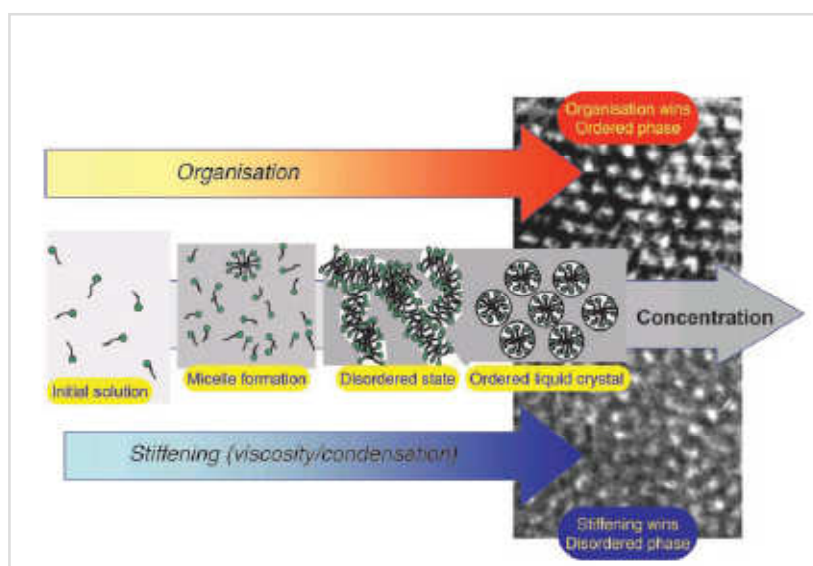 Organisation wins
Ordered phase
Organisation
Concentration
Initial solution
Micelle formation
Disordered state
Ordered liquid crystal
Stiffening (viscosity/condensation)
Stiffening wins
Disordered phase